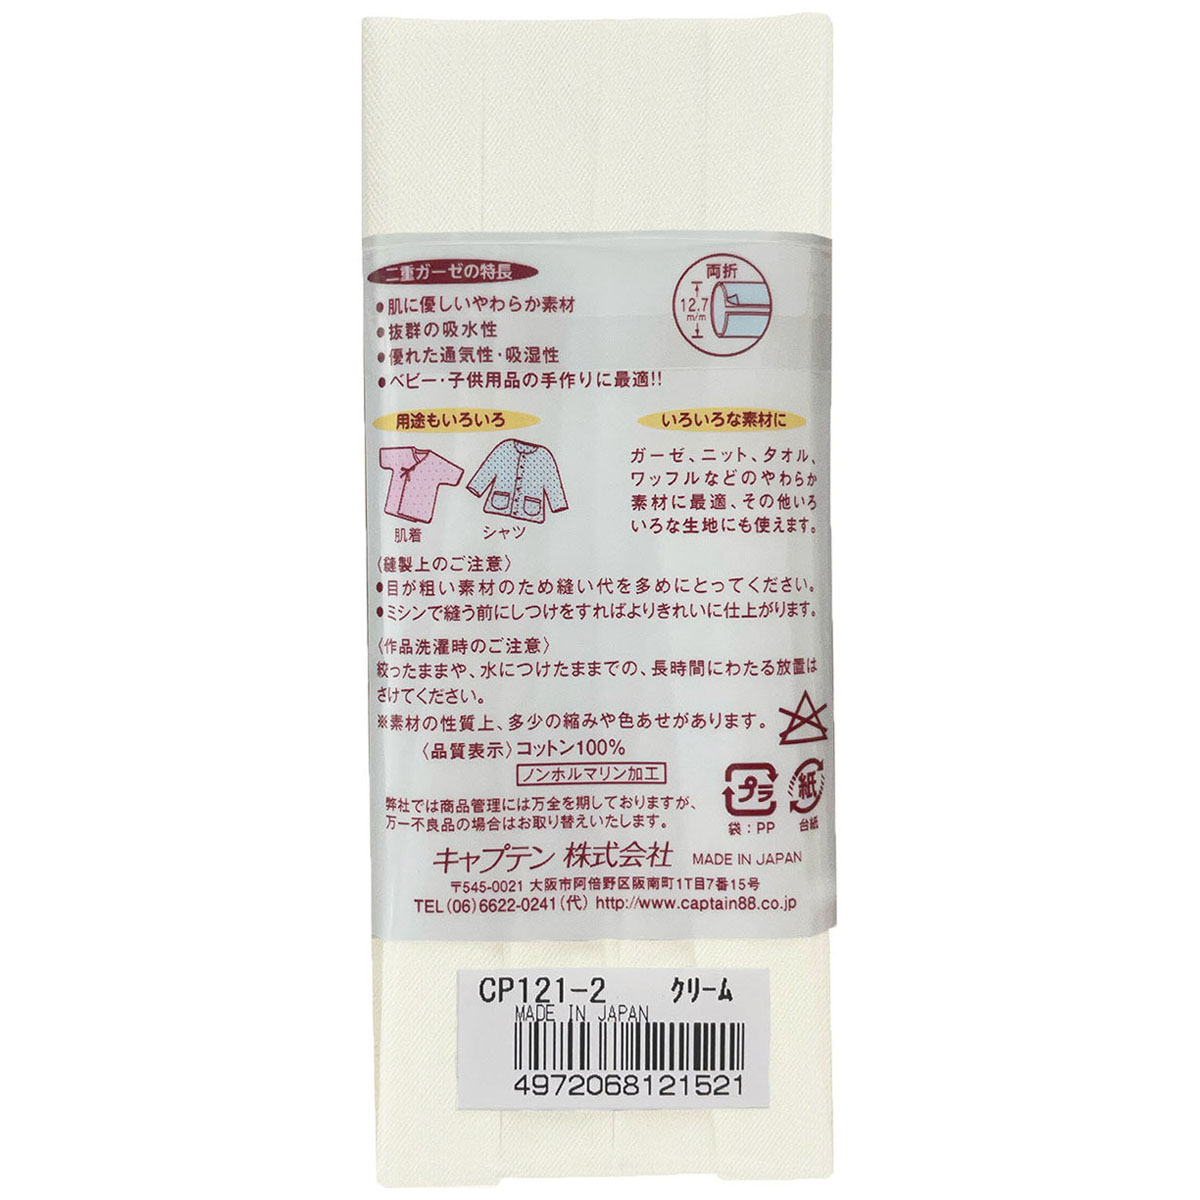 二重ガーゼの特長
●肌に優しいやわらか素材
●抜群の吸水性
●優れた通気性・吸湿性
●ベビー・子供用品の手作りに最適!!
両折
12.7
m/m
用途もいろいろ
肌着
シャツ
いろいろな素材に
ガーゼ、ニット、タオル、
ワッフルなどのやわらか
素材に最適、その他いろ
いろな生地にも使えます。
〈縫製上のご注意〉
●目が粗い素材のため縫い代を多めにとってください。
●ミシンで縫う前にしつけをすればよりきれいに仕上がります。
〈作品洗濯時のご注意〉
絞ったままや、水につけたままでの、長時間にわたる放置は
さけてください。
※素材の性質上、多少の縮みや色あせがあります。
〈品質表示〉コットン100%
ノンホルマリン加工
プラ
袋：PP
紙
台紙
弊社では商品管理には万全を期しておりますが、
万一不良品の場合はお取り替えいたします。
キャプテン 株式会社 MADE IN JAPAN
〒545-0021 大阪市阿倍野区阪南町1丁目7番15号
TEL(06)6622-0241(代) http://www.captain88.co.jp
CP121-2 クリーム
MADE IN JAPAN
4972068121521